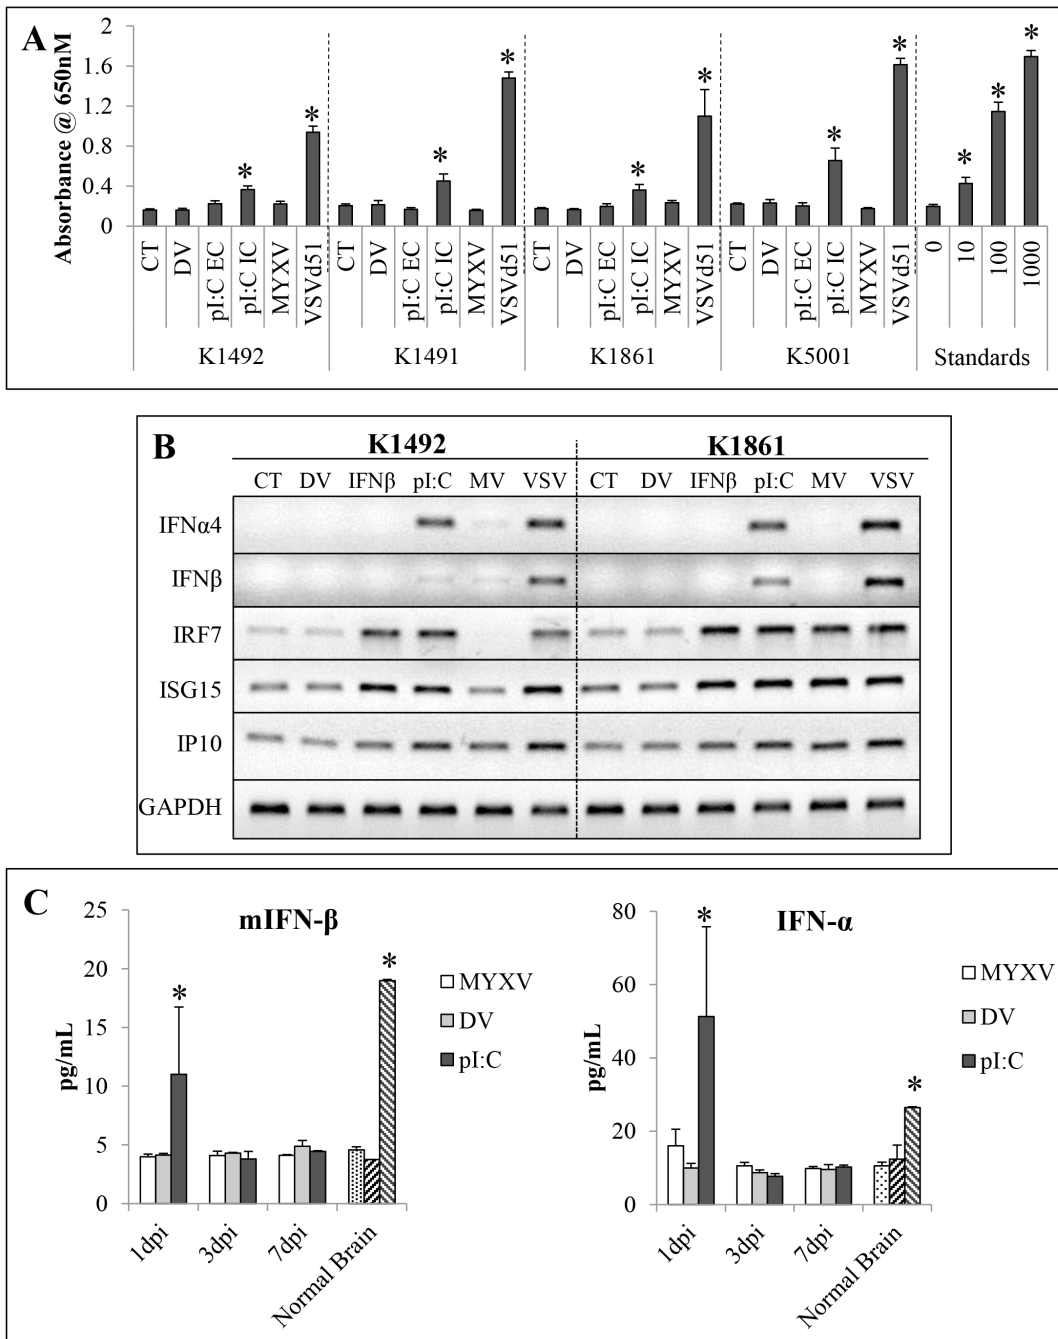 A
Absorbance @ 650nM
2
1.6
1.2
0.8
0.4
0
* * * * * * * * * * *
CT DV pI:C EC pI:C IC MYXV VSVd51 CT DV pI:C EC pI:C IC MYXV VSVd51 CT DV pI:C EC pI:C IC MYXV VSVd51 CT DV pI:C EC pI:C IC MYXV VSVd51 0 10 100 1000
K1492 K1491 K1861 K5001 Standards
B
K1492 K1861
CT DV IFNβ pI:C MV VSV CT DV IFNβ pI:C MV VSV
IFNα4
IFNβ
IRF7
ISG15
IP10
GAPDH
C
mIFN-β
pg/mL
25
20
15
10
5
0
* *
1dpi 3dpi 7dpi Normal Brain
MYXV
DV
pI:C
IFN-α
pg/mL
80
60
40
20
0
* *
1dpi 3dpi 7dpi Normal Brain
MYXV
DV
pI:C